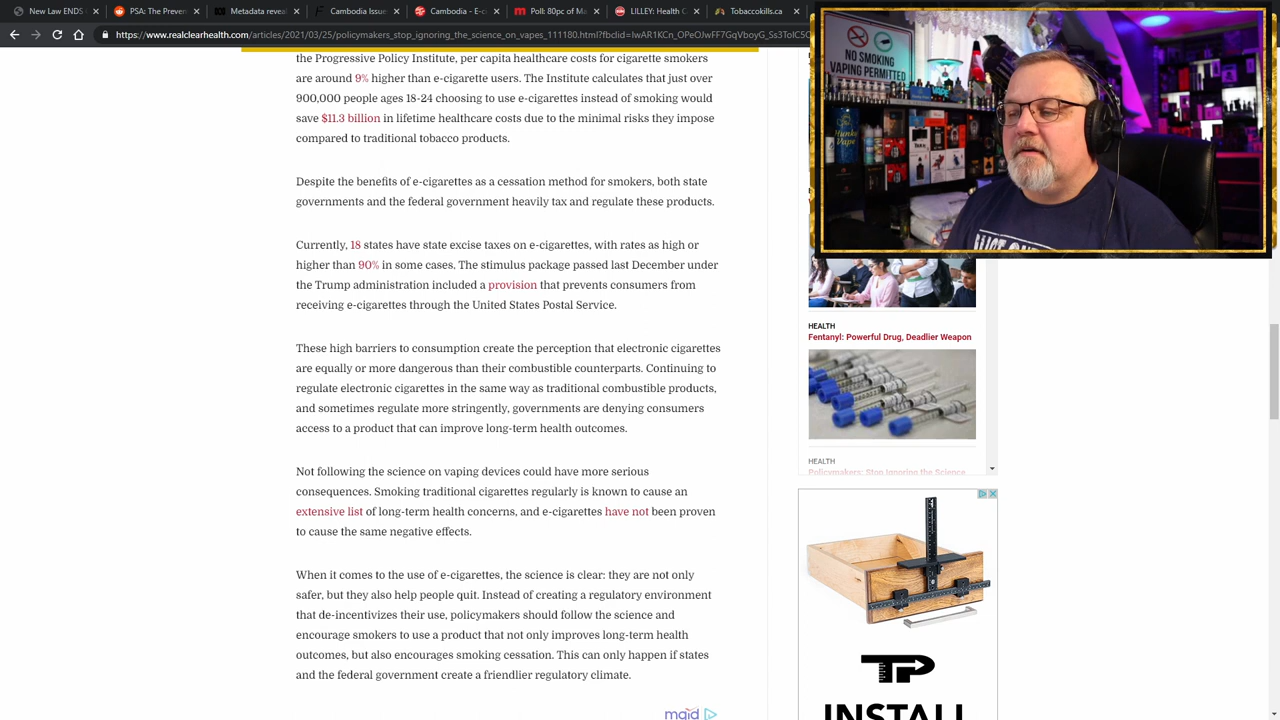 New Law EDD:
www.realclearhealth.com
the Progressive Policy Institute, per capita healthcare costs for cigarette smokers
are around 9% higher than e-cigarette users. The Institute calculates that just over
900,000 people ages 18-24 choosing to use e-cigarettes instead of smoking would
save $11.8 billion in lifetime healthcare costs due to the minimal risks they impose
compared to traditional tobacco products.
Despite the benefits of e-cigarettes as a cessation method for smokers, both state
governments and the federal government heavily tax and regulate these products.
Currently, 18 states have state excise taxes on e-cigarettes, with rates as high or
higher than 90% in some cases. The stimulus package passed last December under
the Trump administration included a provision that prevents consumers from
receiving e-cigarettes through the United States Postal Service.
These high barriers to consumption create the perception that electronic cigarettes
are equally or more dangerous than their combustible counterparts. Continuing to
regulate electronic cigarettes in the same way as traditional combustible products,
and sometimes regulate more stringently, governments are denying consumers
access to a product that can improve long-term health outcomes.
Not following the science on vaping devices could have more serious
consequences. Smoking traditional cigarettes regularly is known to cause an
extensive list of long-term health concerns, and e-cigarettes have not been proven
to cause the same negative effects.
When it comes to the use of e-cigarettes, the science is clear: they are not only
safer, but they also help people quit. Instead of creating a regulatory environment
that de-incentivizes their use, policymakers should follow the science and
encourage smokers to use a product that not only improves long-term health
outcomes, but also encourages smoking cessation. This can only happen if states
and the federal government create a friendlier regulatory climate.
NO SMOKING
VAPING PERMITTED
VAPE
HEALTH
Fentanyl: Powerful Drug, Deadlier Weapon
HEALTH
Policymakers: Stop Ignoring the Science
TP
INSTALL